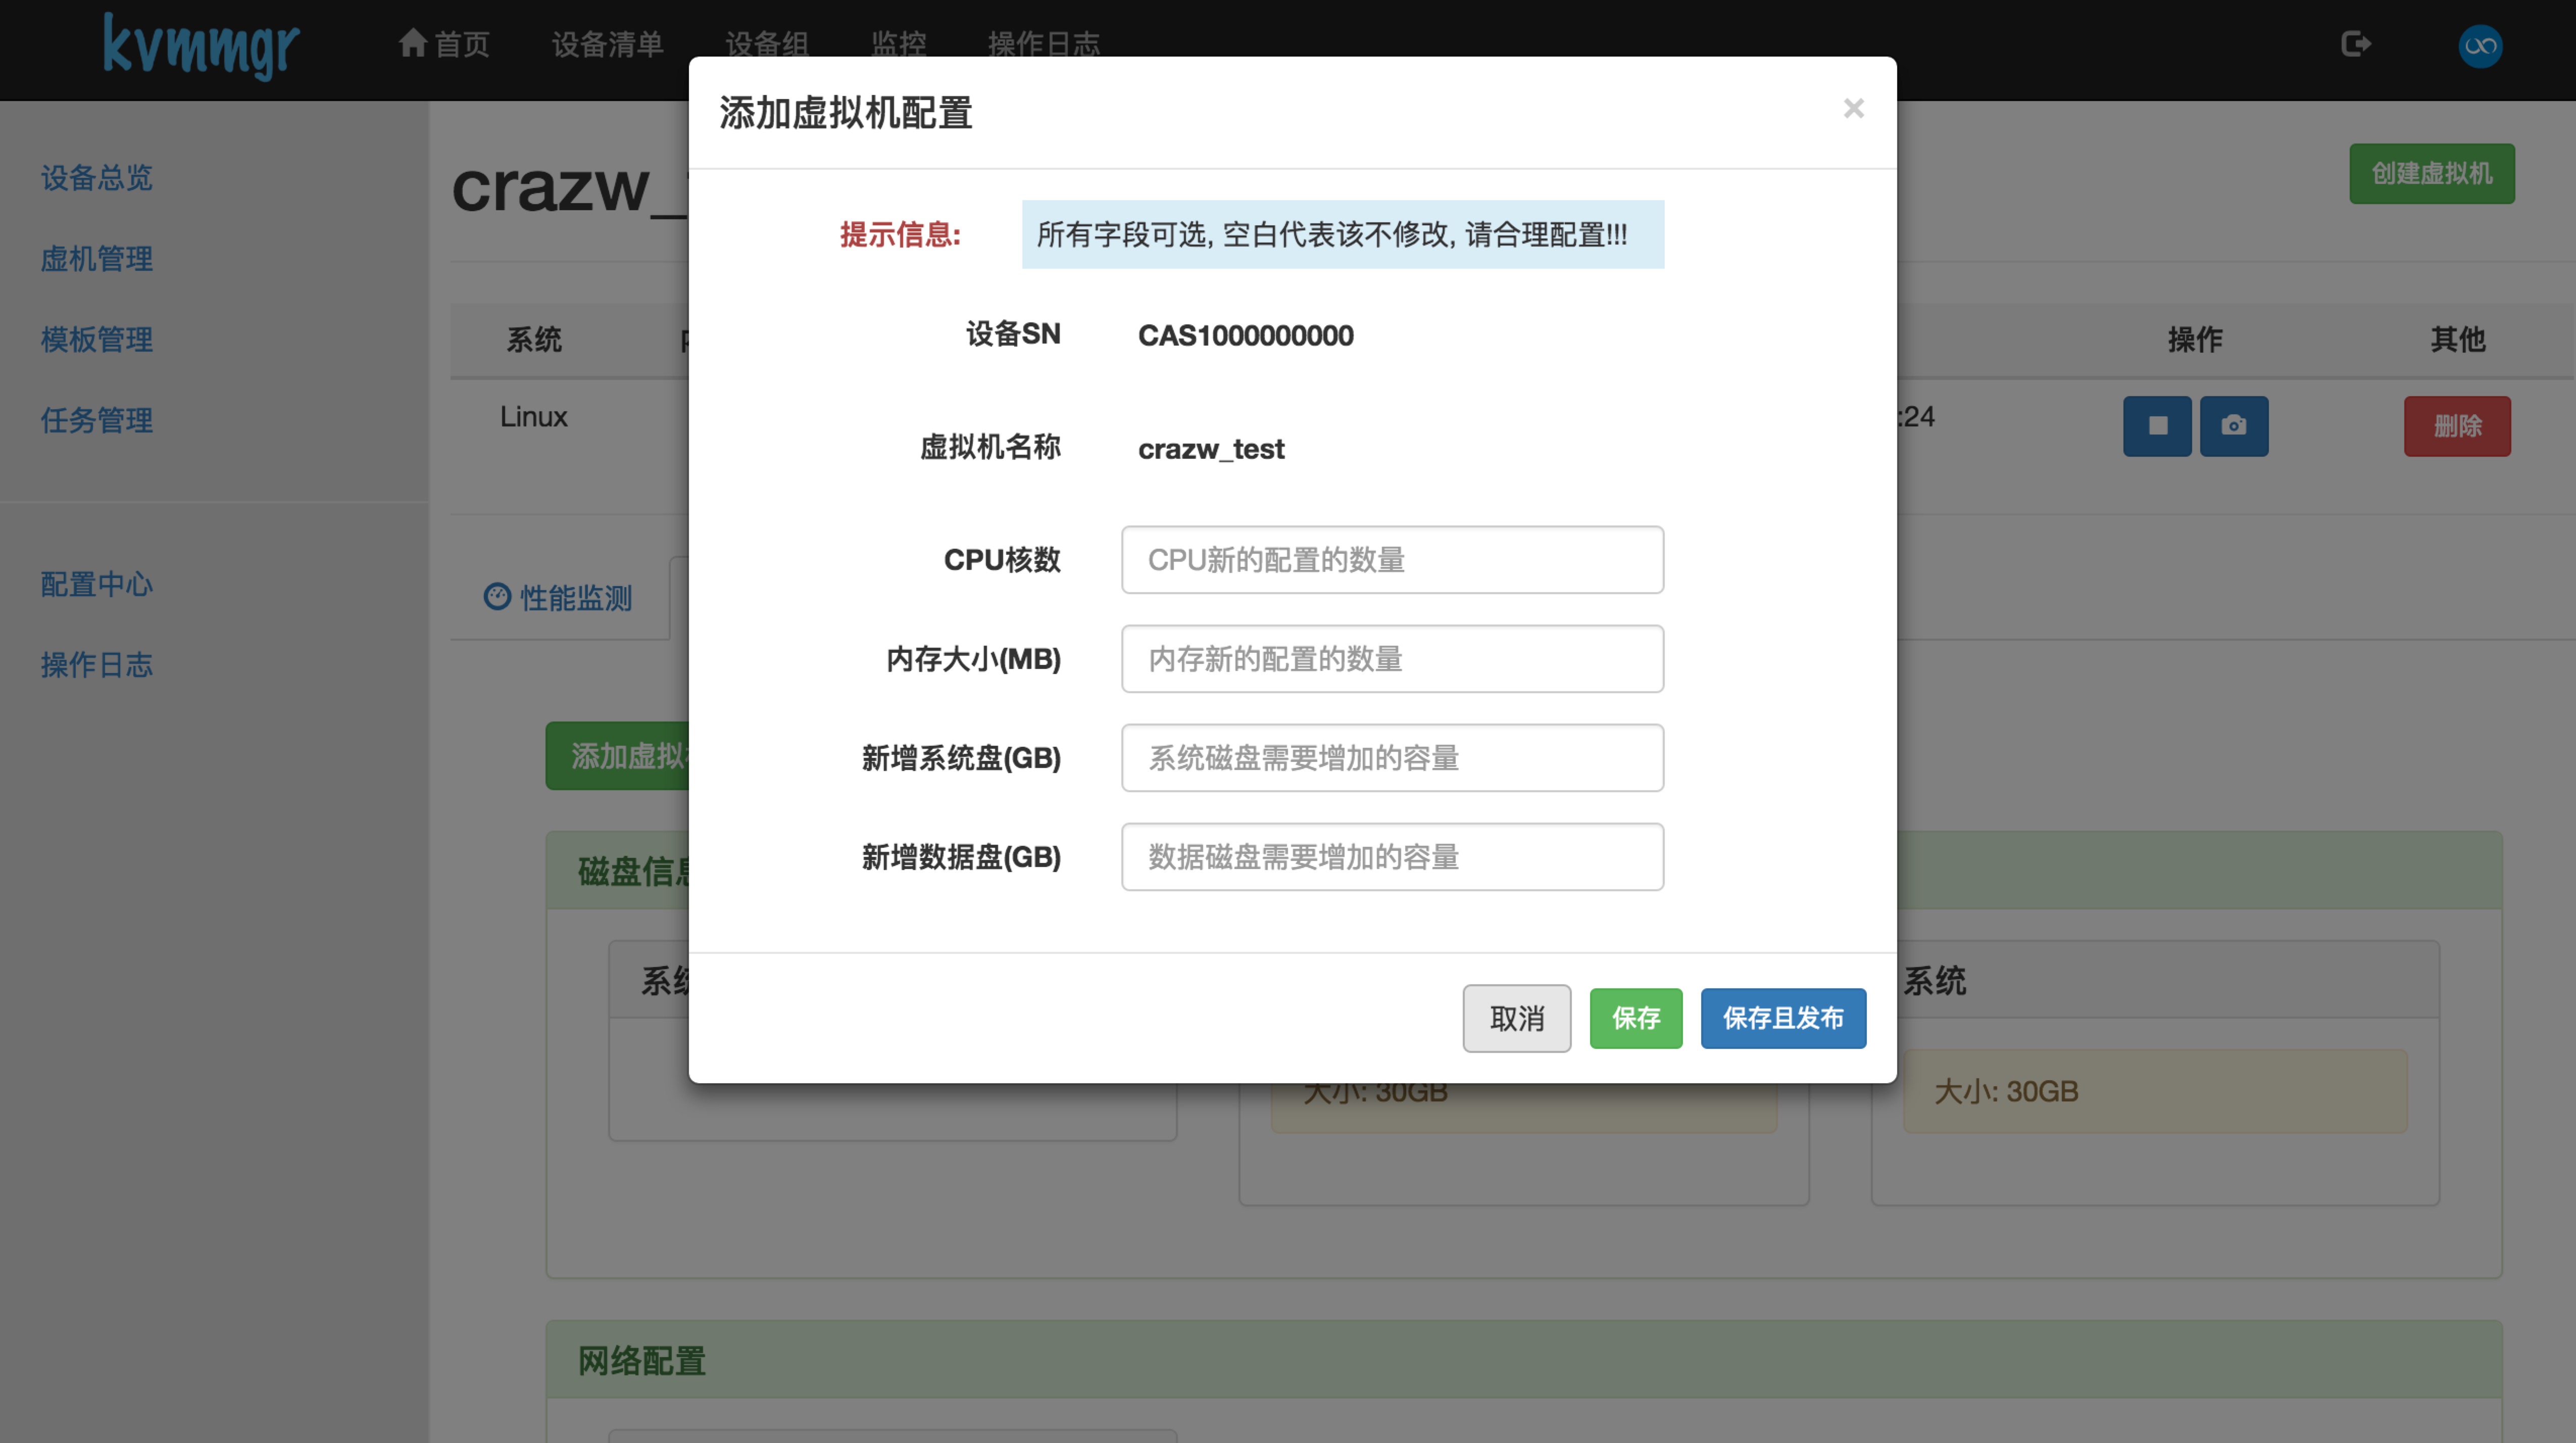 kvmmgr 首页 设备清单 设备组 监控 操作日志
添加虚拟机配置 ×
设备总览
虚机管理
模板管理
任务管理
配置中心
操作日志
crazw_
创建虚拟机
提示信息: 所有字段可选, 空白代表该不修改, 请合理配置!!!
设备SN CAS1000000000
系统 操作 其他
Linux :24 删除
虚拟机名称 crazw_test
CPU核数 CPU新的配置的数量
性能监测
内存大小(MB) 内存新的配置的数量
新增系统盘(GB) 系统磁盘需要增加的容量
添加虚拟
新增数据盘(GB) 数据磁盘需要增加的容量
磁盘信息
取消 保存 保存且发布
系统 系统
大小: 30GB 大小: 30GB
网络配置